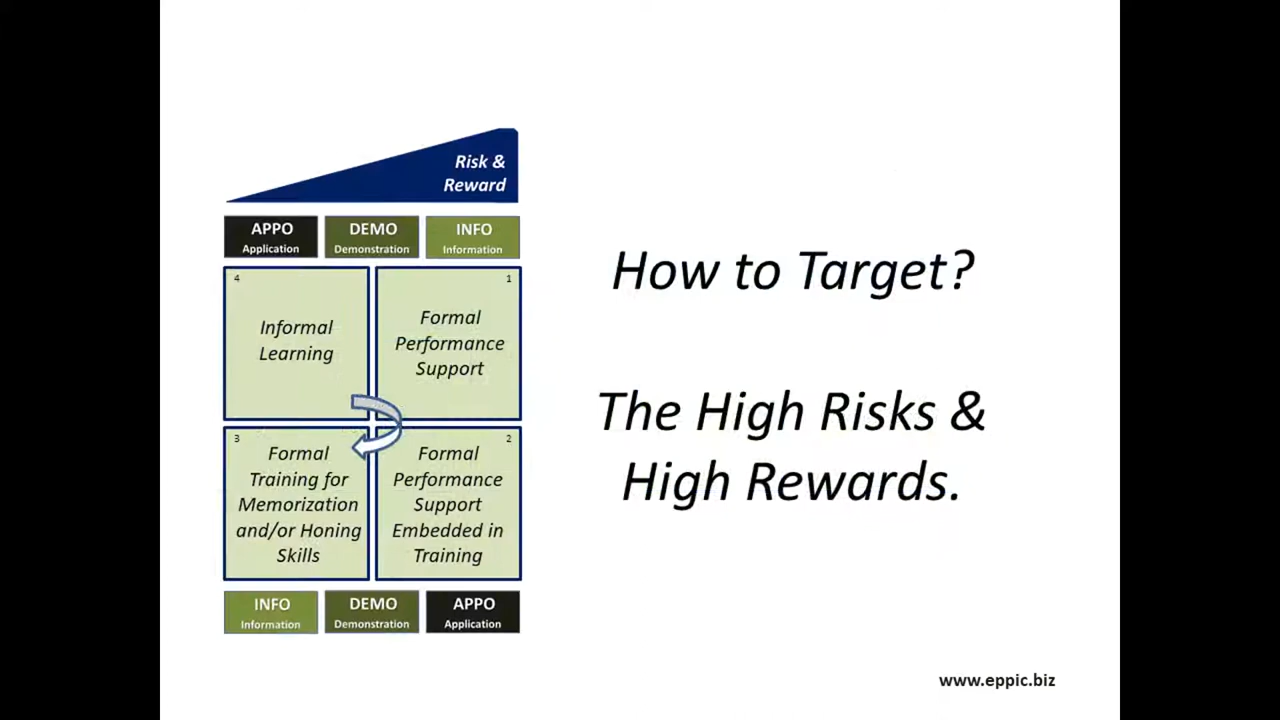 Risk &
Reward
APPO
Application
DEMO
Demonstration
INFO
Information
4
Informal
Learning
1
Formal
Performance
Support
3
Formal
Training for
Memorization
and/or Honing
Skills
2
Formal
Performance
Support
Embedded in
Training
INFO
Information
DEMO
Demonstration
APPO
Application
How to Target?
The High Risks &
High Rewards.
www.eppic.biz